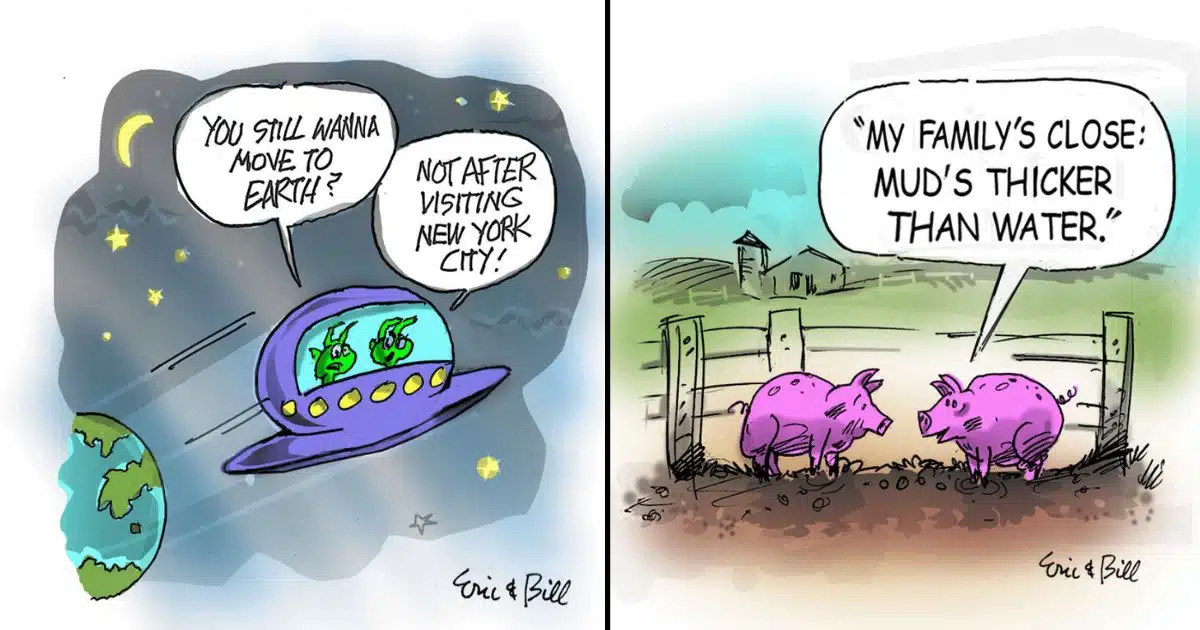 YOU STILL WANNA
MOVE TO
EARTH?
NOT AFTER
VISITING
NEW YORK
CITY!
Eric & Bill
"MY FAMILY'S CLOSE:
MUD'S THICKER
THAN WATER."
Eric & Bill